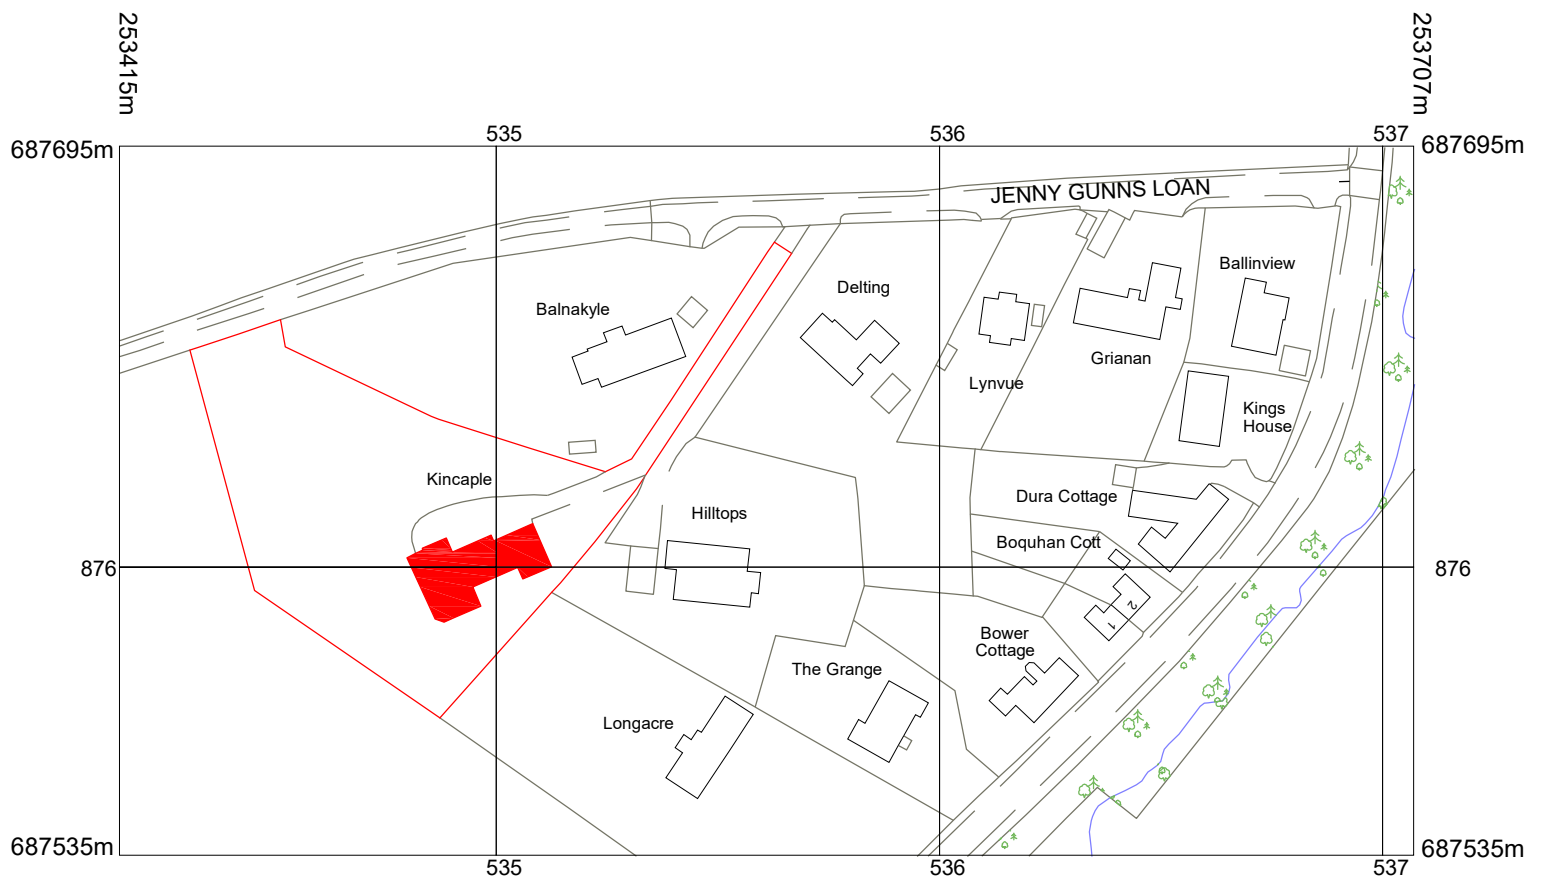 253415m
253707m
535
536
537
687695m
687695m
JENNY GUNNS LOAN
Ballinview
Delting
Balnakyle
Grianan
Lynvue
Kings
House
Kincaple
Dura Cottage
Hilltops
Boquhan Cott
876
876
2
1
Bower
Cottage
The Grange
Longacre
687535m
687535m
535
536
537